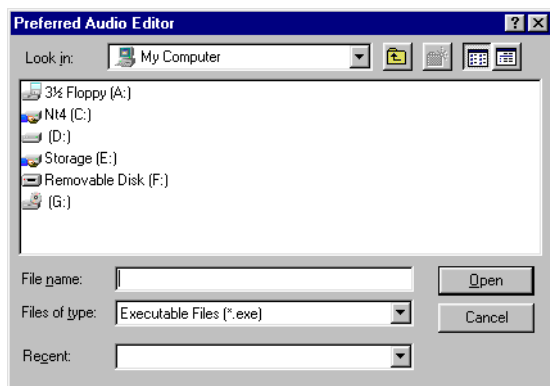 Preferred Audio Editor
Look in: My Computer
3½ Floppy (A:)
Nt4 (C:)
(D:)
Storage (E:)
Removable Disk (F:)
(G:)
File name: Open
Files of type: Executable Files (*.exe) Cancel
Recent: